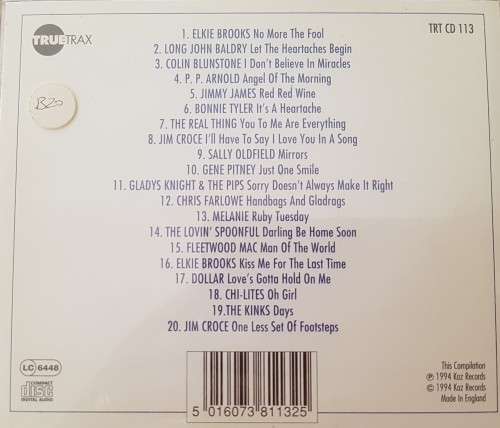 TRUETRAX
TRT CD 113
B20
1. ELKIE BROOKS No More The Fool
2. LONG JOHN BALDRY Let The Heartaches Begin
3. COLIN BLUNSTONE I Don't Believe In Miracles
4. P. P. ARNOLD Angel Of The Morning
5. JIMMY JAMES Red Red Wine
6. BONNIE TYLER It's A Heartache
7. THE REAL THING You To Me Are Everything
8. JIM CROCE I'll Have To Say I Love You In A Song
9. SALLY OLDFIELD Mirrors
10. GENE PITNEY Just One Smile
11. GLADYS KNIGHT & THE PIPS Sorry Doesn't Always Make It Right
12. CHRIS FARLOWE Handbags And Gladrags
13. MELANIE Ruby Tuesday
14. THE LOVIN' SPOONFUL Darling Be Home Soon
15. FLEETWOOD MAC Man Of The World
16. ELKIE BROOKS Kiss Me For The Last Time
17. DOLLAR Love's Gotta Hold On Me
18. CHI-LITES Oh Girl
19.THE KINKS Days
20. JIM CROCE One Less Set Of Footsteps
LC 6448
COMPACT
disc
DIGITAL AUDIO
5 016073 811325
This Compilation
℗ 1994 Kaz Records
© 1994 Kaz Records
Made In England